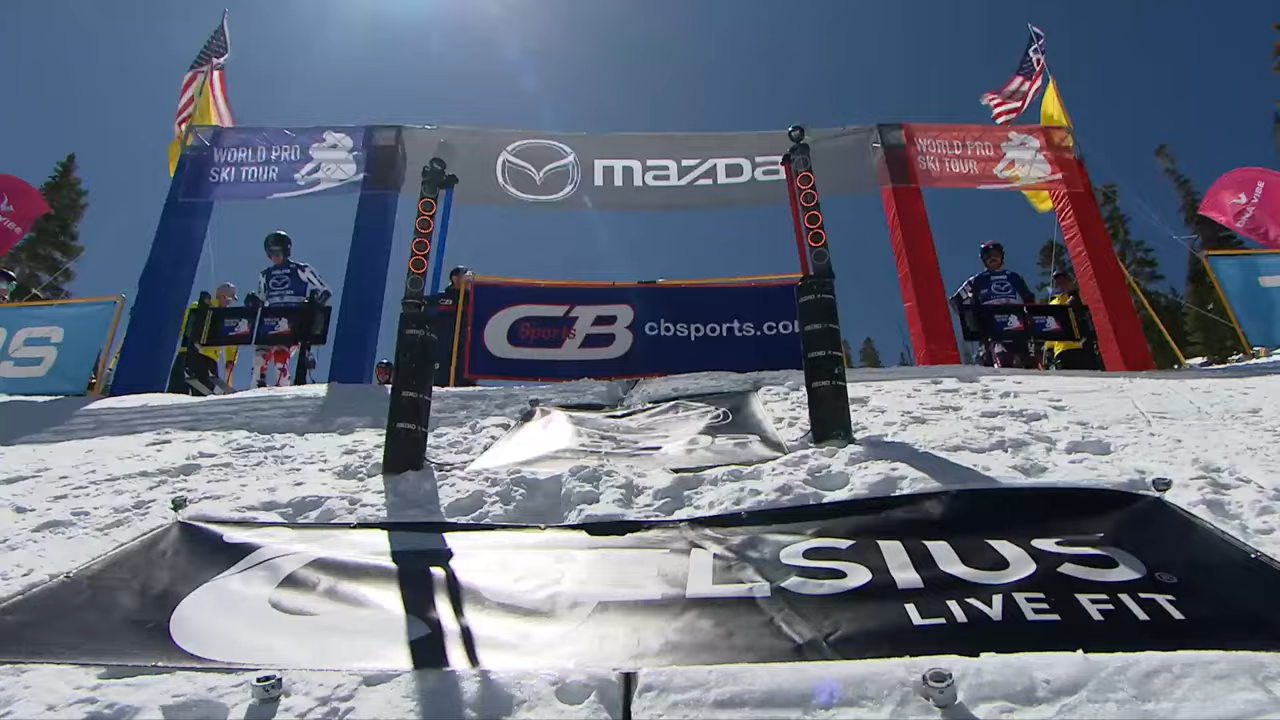 WORLD PRO
SKI TOUR
mazda
WORLD PRO
SKI TOUR
CB
Sports
cbsports.co
LSIUS
LIVE FIT